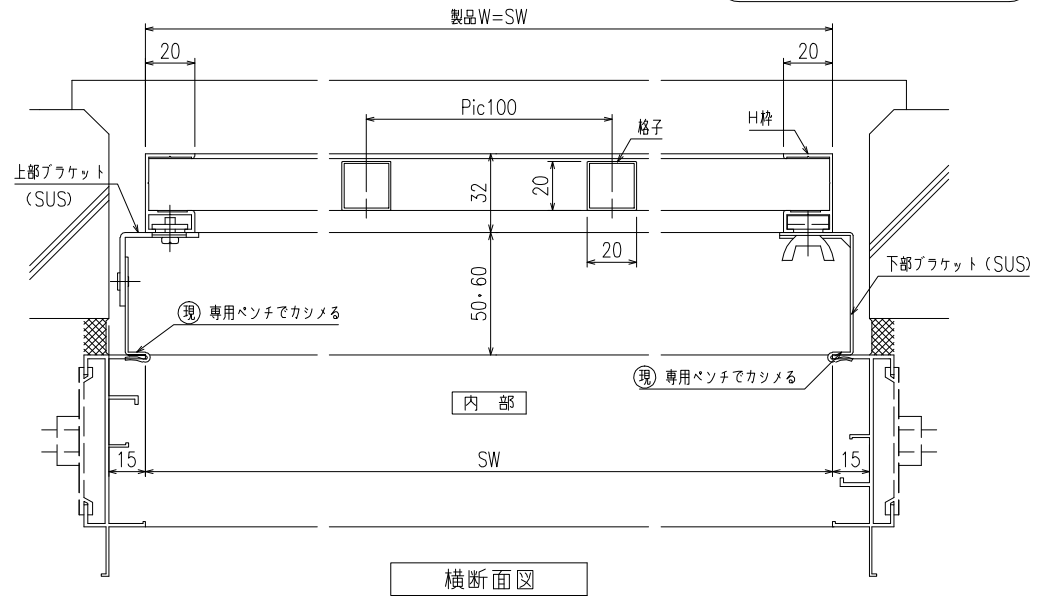 製品W=SW
20
20
Pic100
格子
H枠
上部ブラケット
(SUS)
32
20
20
下部ブラケット(SUS)
50・60
現 専用ペンチでカシメる
現 専用ペンチでカシメる
内 部
15
SW
15
横断面図